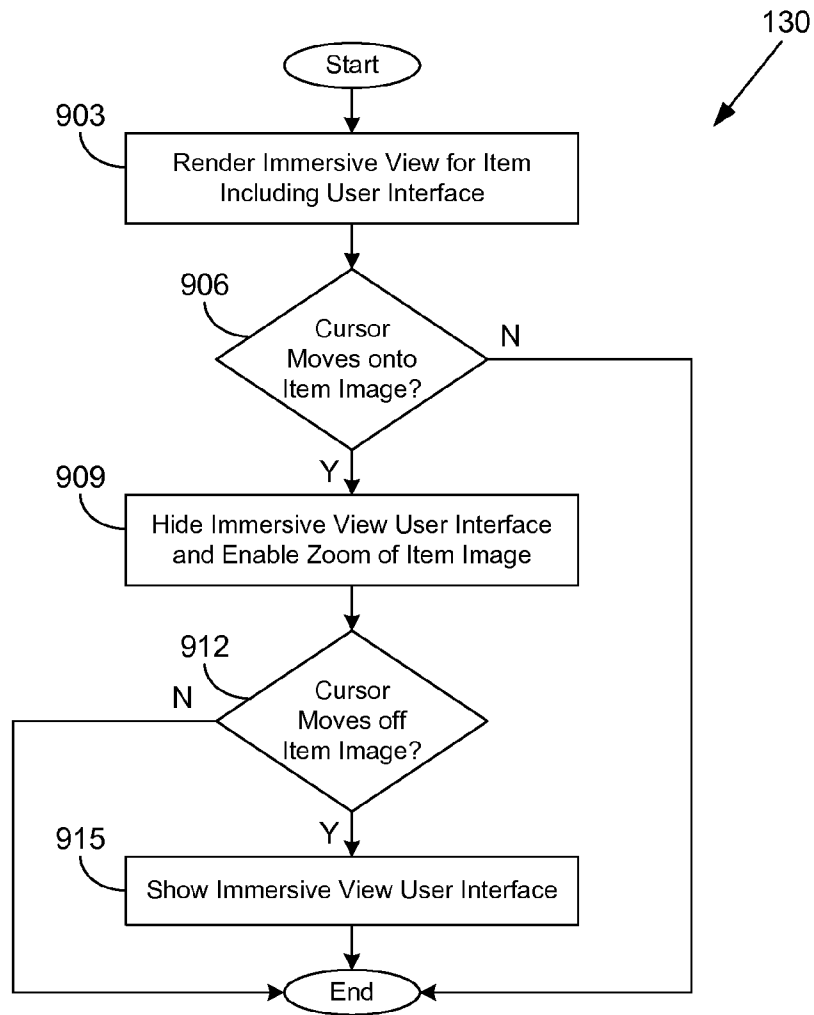 130
Start
903
Render Immersive View for Item
Including User Interface
906
Cursor
Moves onto
Item Image?
N
Y
909
Hide Immersive View User Interface
and Enable Zoom of Item Image
912
N
Cursor
Moves off
Item Image?
Y
915
Show Immersive View User Interface
End